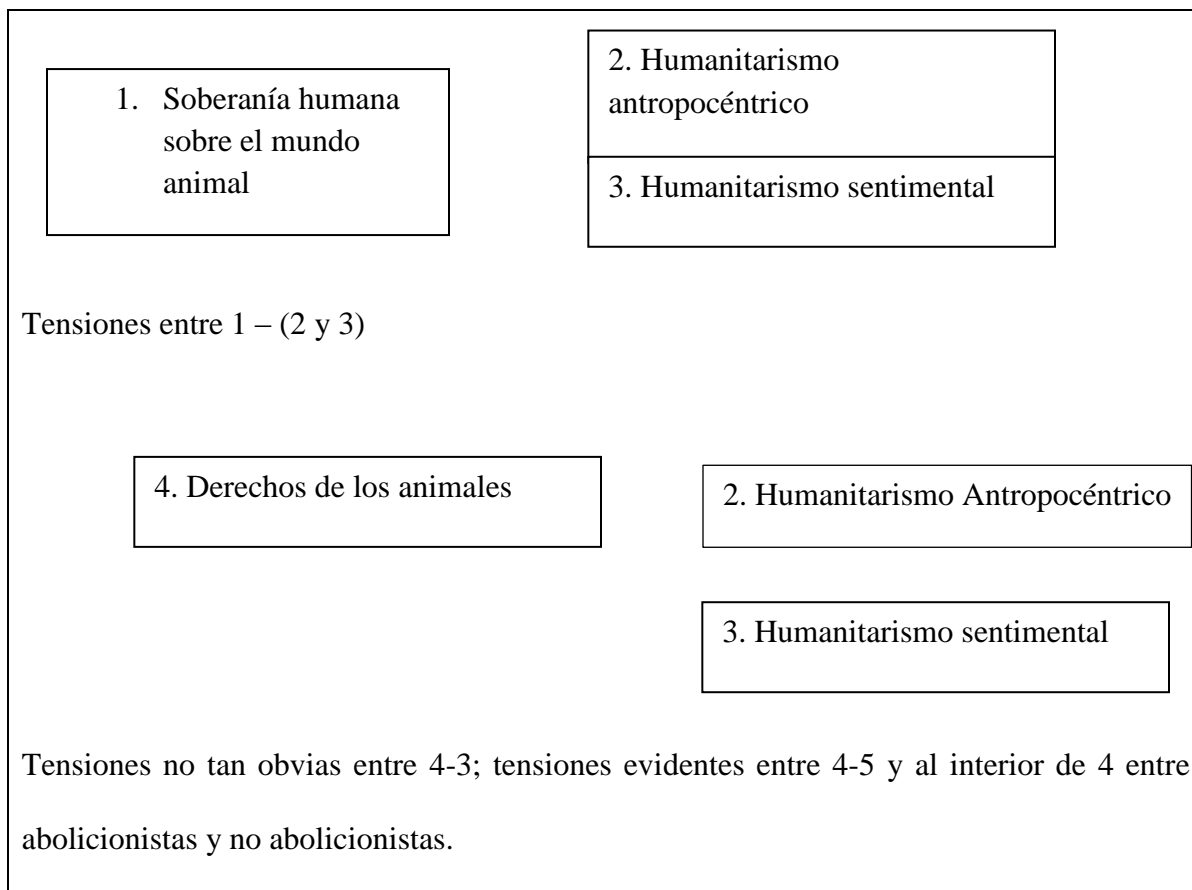 1. Soberanía humana
sobre el mundo
animal
2. Humanitarismo
antropocéntrico
3. Humanitarismo sentimental
Tensiones entre 1 – (2 y 3)
4. Derechos de los animales
2. Humanitarismo Antropocéntrico
3. Humanitarismo sentimental
Tensiones no tan obvias entre 4-3; tensiones evidentes entre 4-5 y al interior de 4 entre
abolicionistas y no abolicionistas.